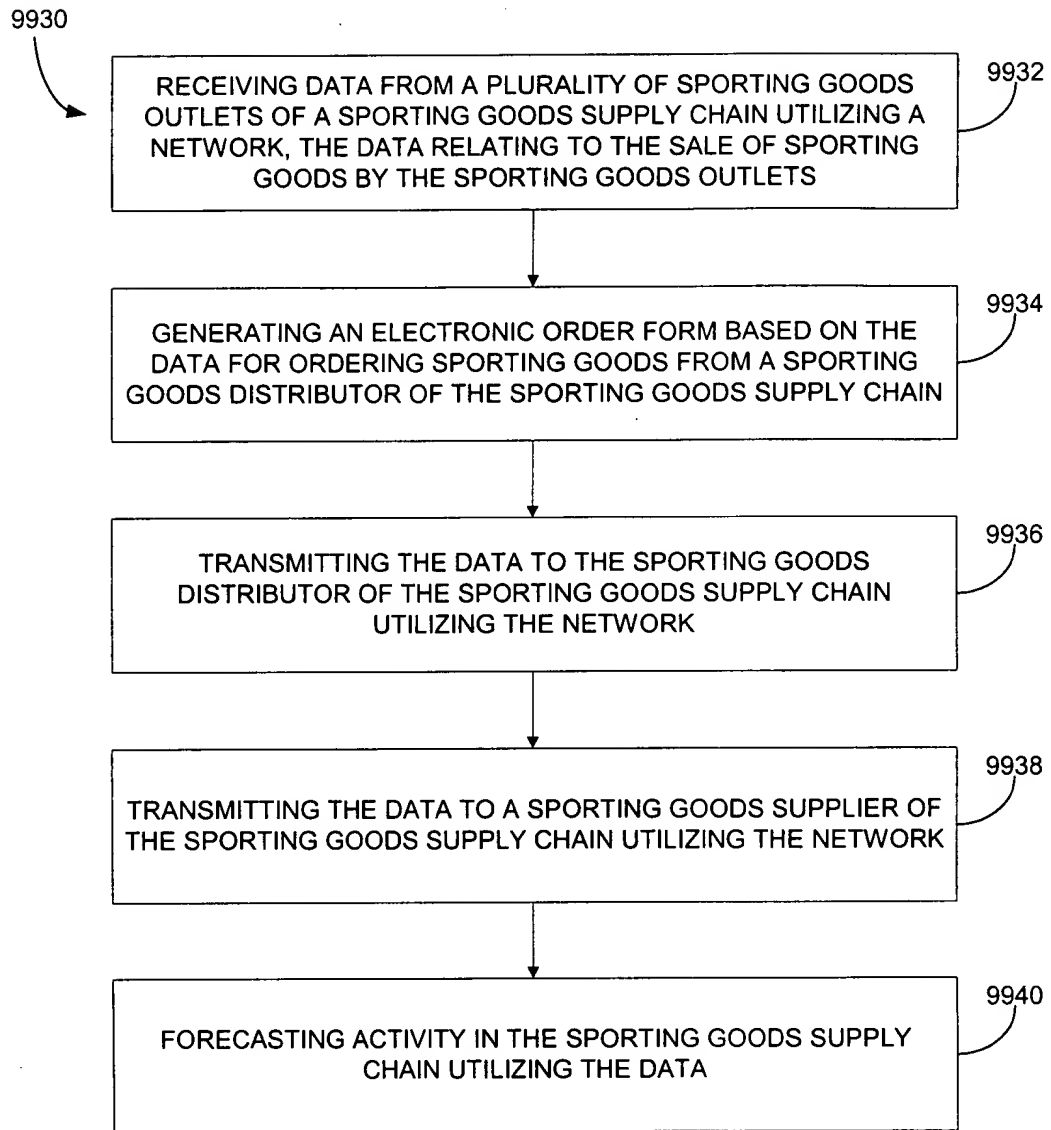 9930
RECEIVING DATA FROM A PLURALITY OF SPORTING GOODS
OUTLETS OF A SPORTING GOODS SUPPLY CHAIN UTILIZING A
NETWORK, THE DATA RELATING TO THE SALE OF SPORTING
GOODS BY THE SPORTING GOODS OUTLETS
9932
GENERATING AN ELECTRONIC ORDER FORM BASED ON THE
DATA FOR ORDERING SPORTING GOODS FROM A SPORTING
GOODS DISTRIBUTOR OF THE SPORTING GOODS SUPPLY CHAIN
9934
TRANSMITTING THE DATA TO THE SPORTING GOODS
DISTRIBUTOR OF THE SPORTING GOODS SUPPLY CHAIN
UTILIZING THE NETWORK
9936
TRANSMITTING THE DATA TO A SPORTING GOODS SUPPLIER OF
THE SPORTING GOODS SUPPLY CHAIN UTILIZING THE NETWORK
9938
FORECASTING ACTIVITY IN THE SPORTING GOODS SUPPLY
CHAIN UTILIZING THE DATA
9940